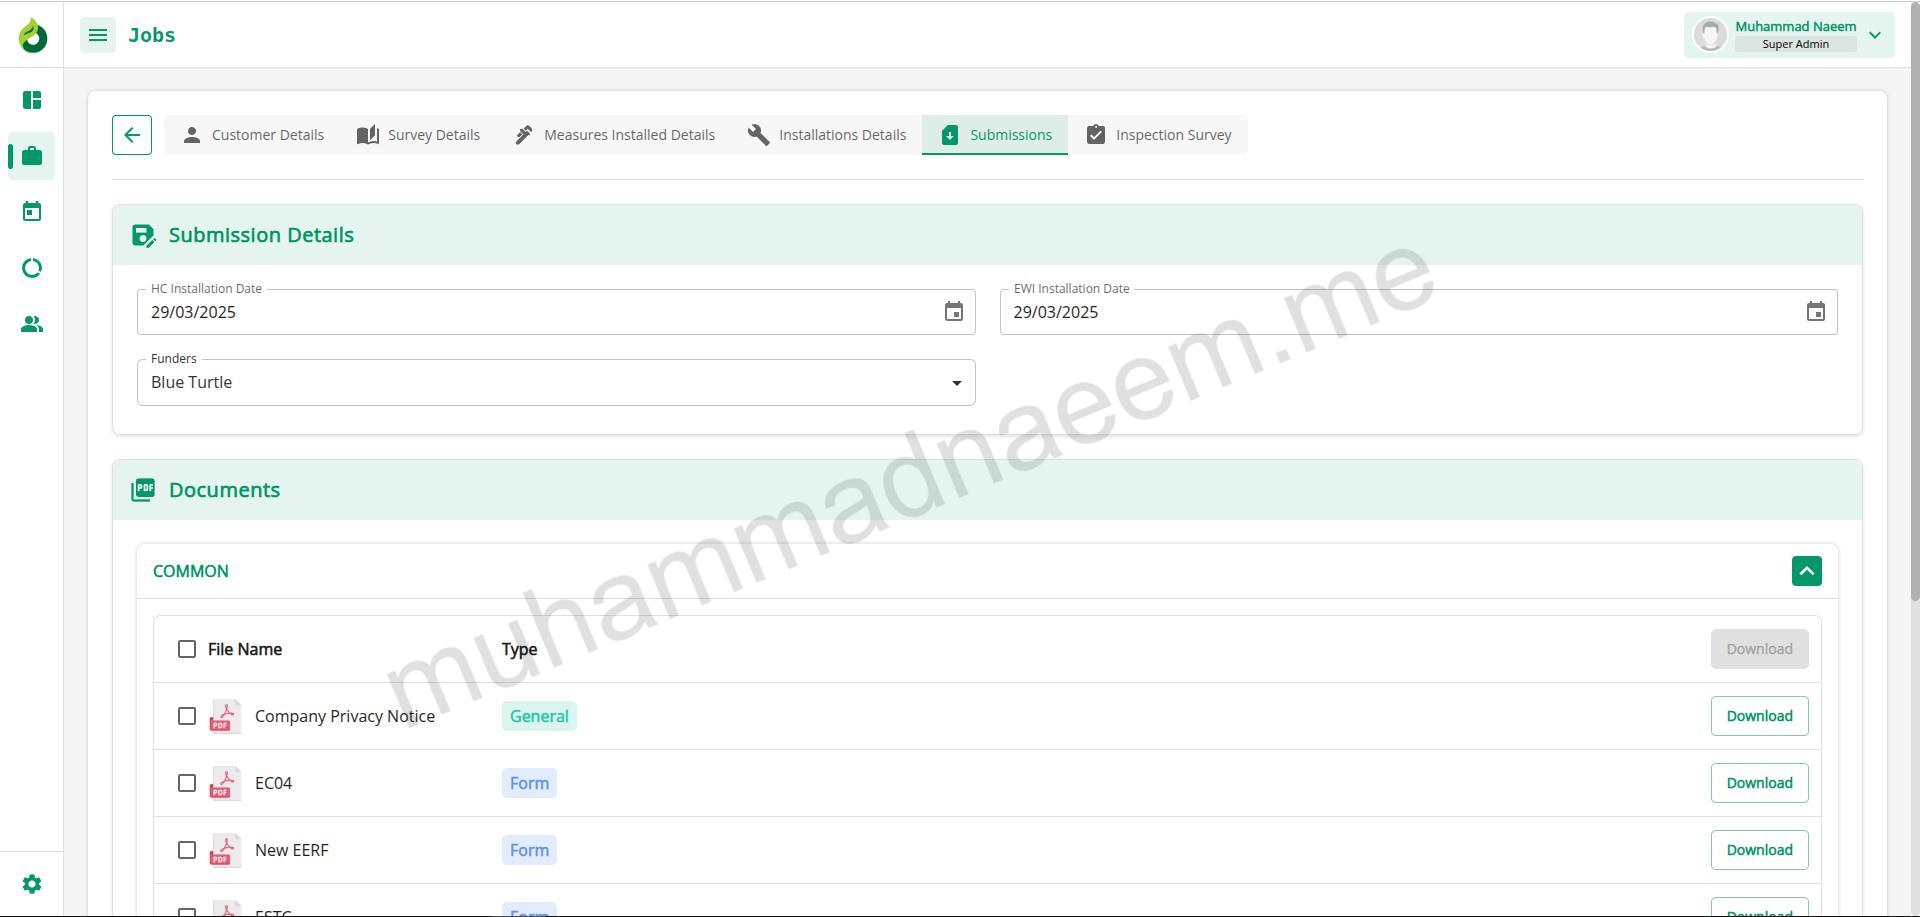 Jobs
Muhammad Naeem
Super Admin
Customer Details
Survey Details
Measures Installed Details
Installations Details
Submissions
Inspection Survey
Submission Details
HC Installation Date
29/03/2025
EWI Installation Date
29/03/2025
Funders
Blue Turtle
PDF
Documents
COMMON
File Name Type Download
PDF Company Privacy Notice General Download
PDF EC04 Form Download
PDF New EERF Form Download
muhammadnaeem.me